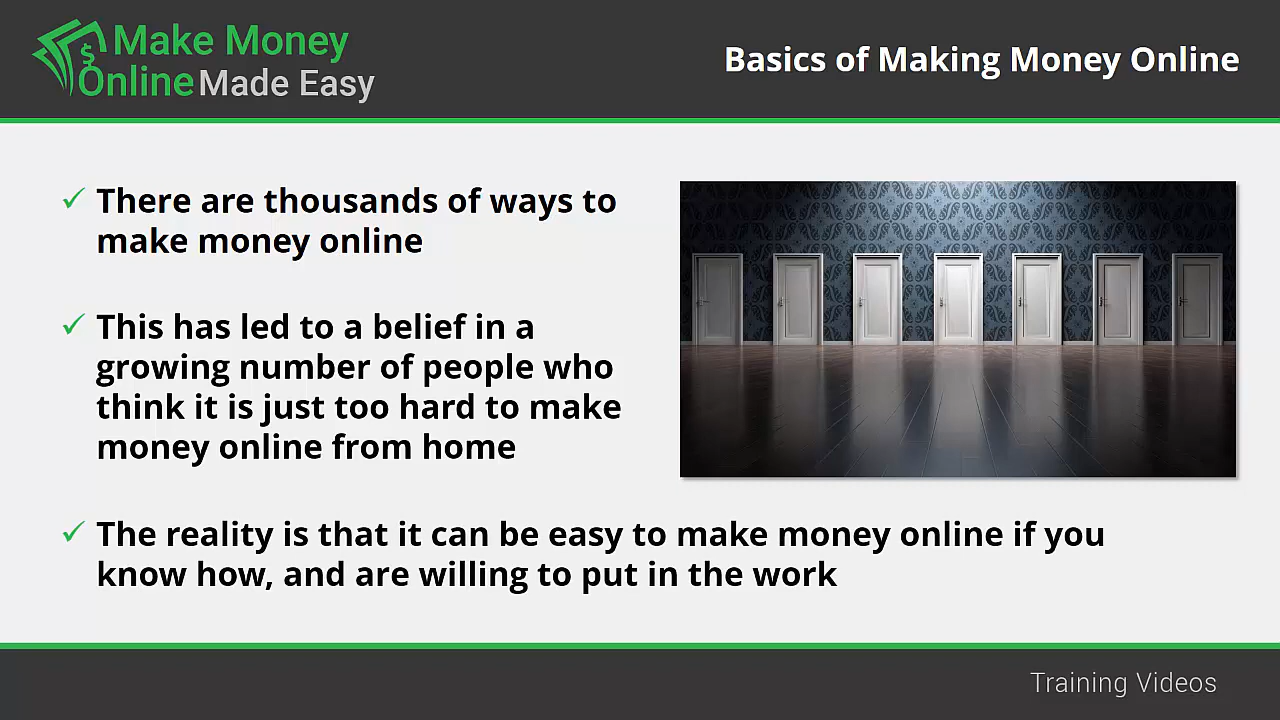 Make Money
Online Made Easy
Basics of Making Money Online
There are thousands of ways to
make money online
This has led to a belief in a
growing number of people who
think it is just too hard to make
money online from home
The reality is that it can be easy to make money online if you
know how, and are willing to put in the work
Training Videos